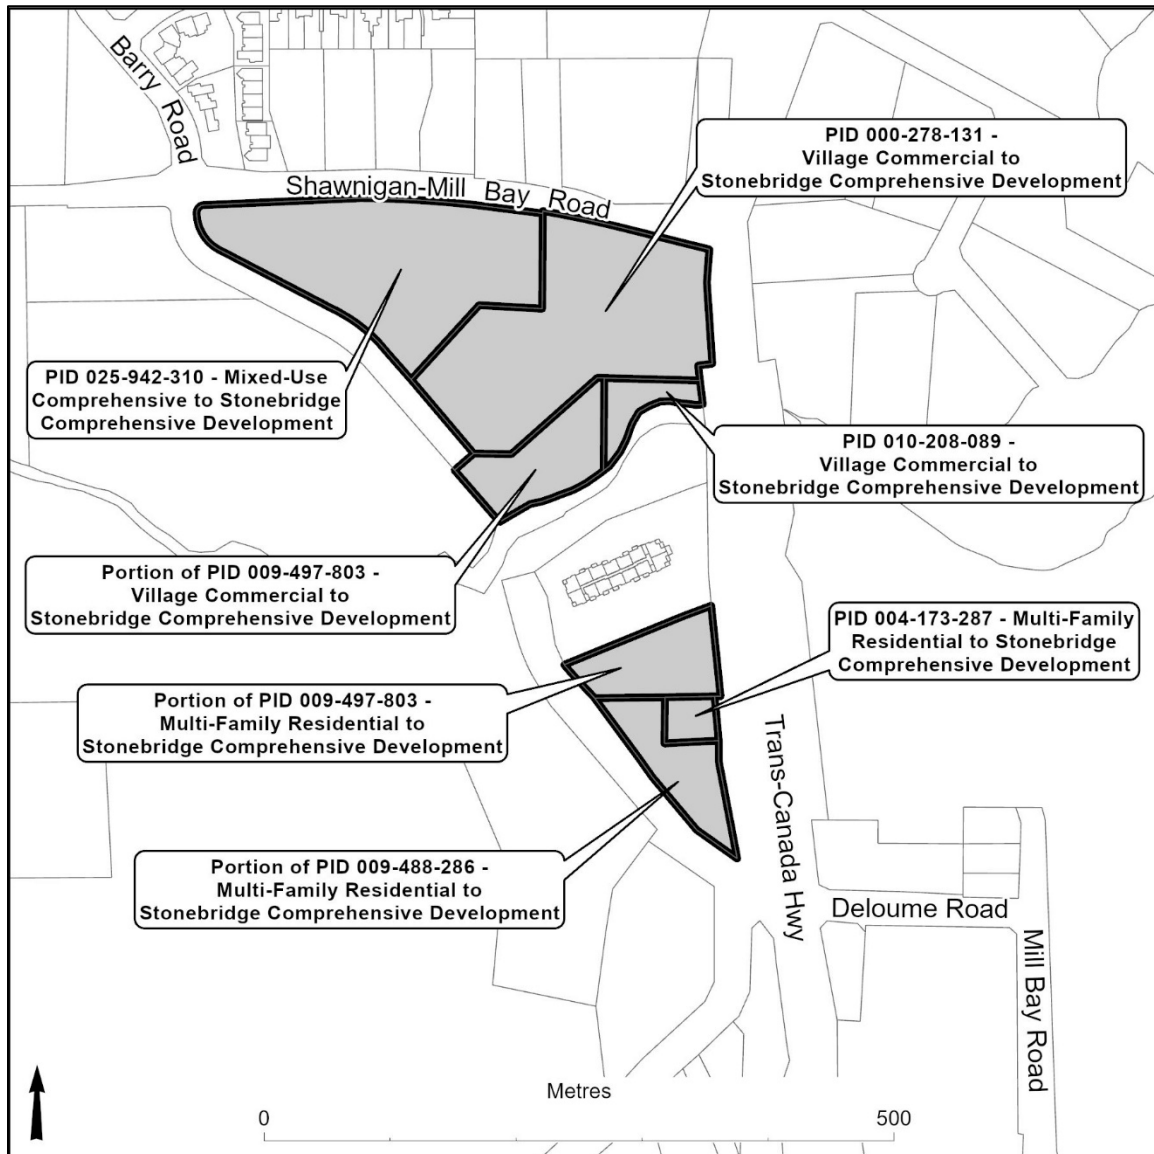 Barry Road
PID 000-278-131 -
Village Commercial to
Stonebridge Comprehensive Development
Shawnigan-Mill Bay Road
PID 025-942-310 - Mixed-Use
Comprehensive to Stonebridge
Comprehensive Development
PID 010-208-089 -
Village Commercial to
Stonebridge Comprehensive Development
Portion of PID 009-497-803 -
Village Commercial to
Stonebridge Comprehensive Development
PID 004-173-287 - Multi-Family
Residential to Stonebridge
Comprehensive Development
Portion of PID 009-497-803 -
Multi-Family Residential to
Stonebridge Comprehensive Development
Trans-Canada Hwy
Portion of PID 009-488-286 -
Multi-Family Residential to
Stonebridge Comprehensive Development
Deloume Road
Mill Bay Road
Metres
0
500